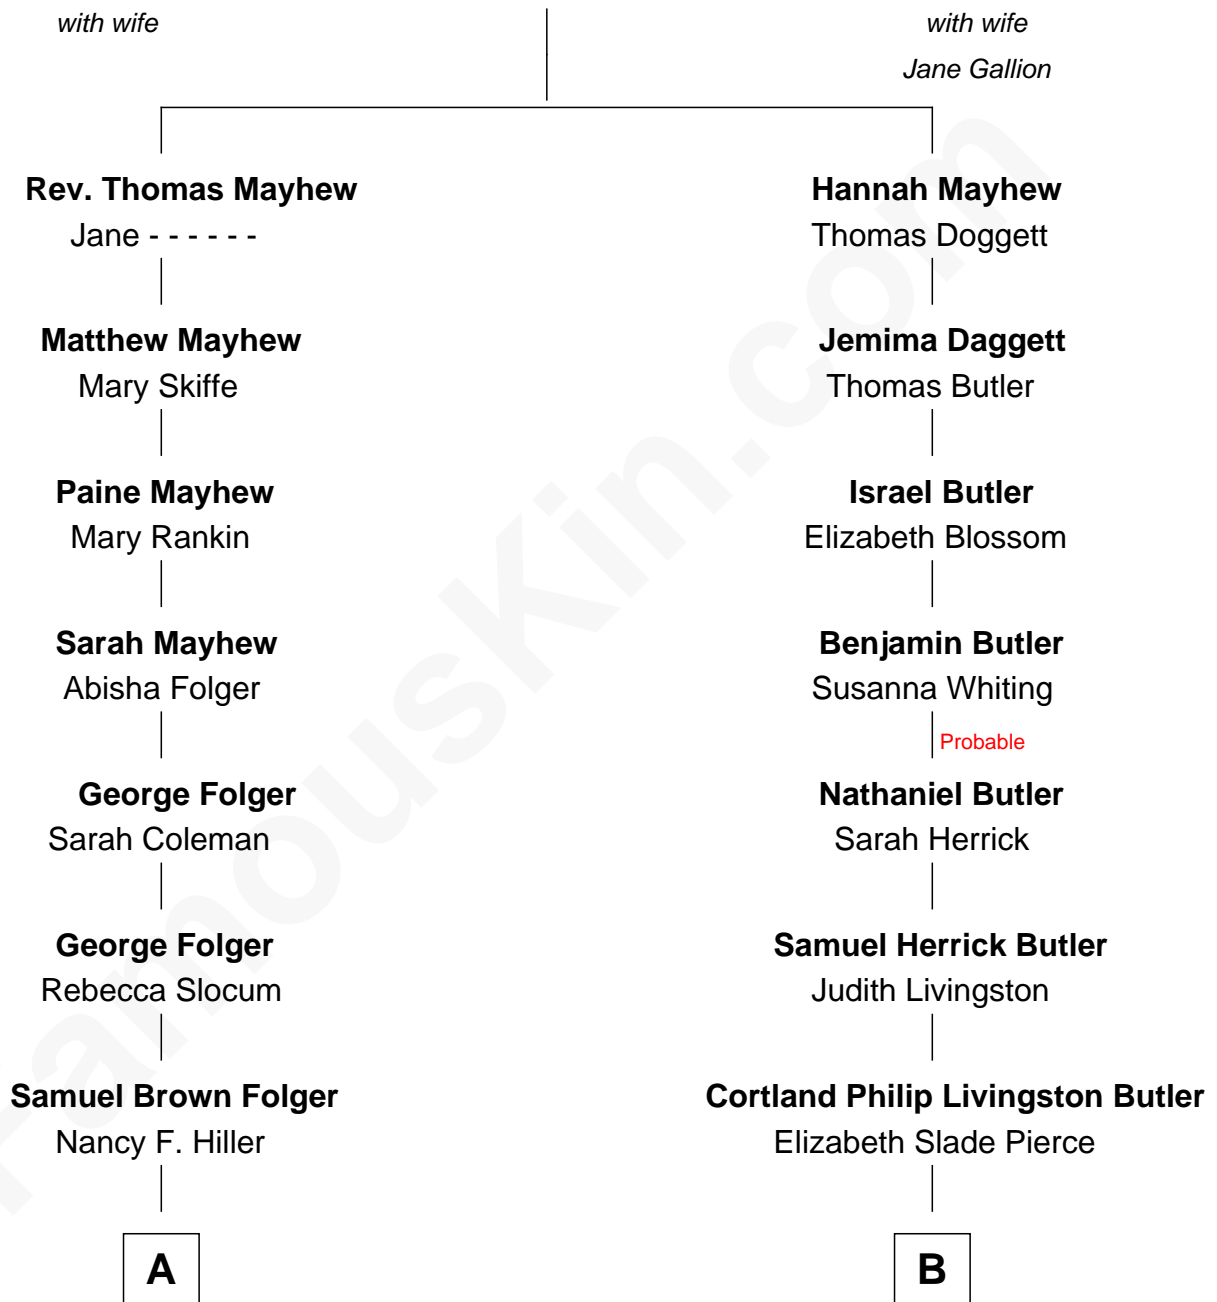 with wife
with wife
Jane Gallion
Rev. Thomas Mayhew
Hannah Mayhew
Jane - - - - - -
Thomas Doggett
Matthew Mayhew
Jemima Daggett
Mary Skiffe
Thomas Butler
Paine Mayhew
Israel Butler
Mary Rankin
Elizabeth Blossom
Sarah Mayhew
Benjamin Butler
Abisha Folger
Susanna Whiting
Probable
George Folger
Nathaniel Butler
Sarah Coleman
Sarah Herrick
George Folger
Samuel Herrick Butler
Rebecca Slocum
Judith Livingston
Samuel Brown Folger
Cortland Philip Livingston Butler
Nancy F. Hiller
Elizabeth Slade Pierce
A
B
FamousKin.com